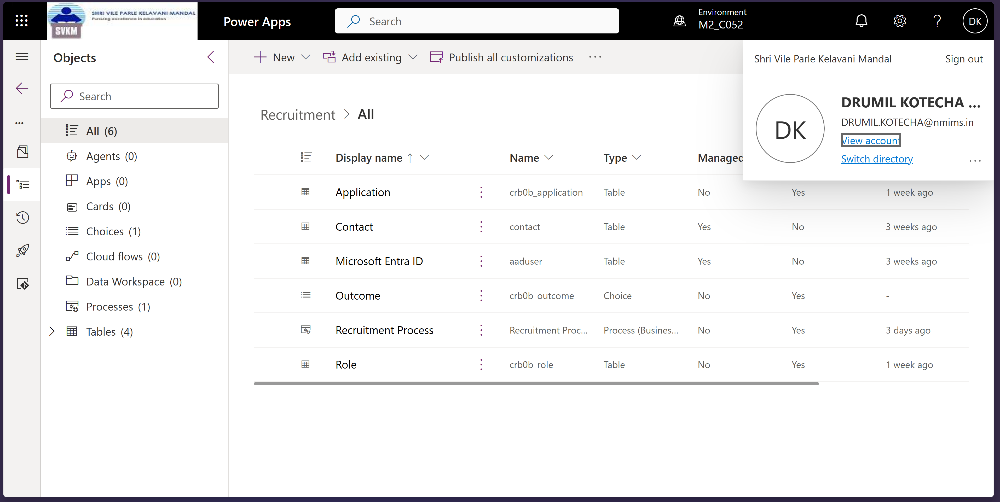 SHRI VILE PARLE KELAVANI MANDAL
Pursuing excellence in education
SVKM
Power Apps
Search
Environment
M2_C052
DK
Objects
Search
All (6)
Agents (0)
Apps (0)
Cards (0)
Choices (1)
Cloud flows (0)
Data Workspace (0)
Processes (1)
Tables (4)
New
Add existing
Publish all customizations
Recruitment > All
Display name ↑ Name Type Managed
Application crb0b_application Table No Yes 1 week ago
Contact contact Table Yes No 3 weeks ago
Microsoft Entra ID aaduser Table Yes No 3 weeks ago
Outcome crb0b_outcome Choice No Yes -
Recruitment Process Recruitment Proc... Process (Busines... No Yes 3 days ago
Role crb0b_role Table No Yes 1 week ago
Shri Vile Parle Kelavani Mandal Sign out
DK
DRUMIL KOTECHA ...
DRUMIL.KOTECHA@nmims.in
View account
Switch directory